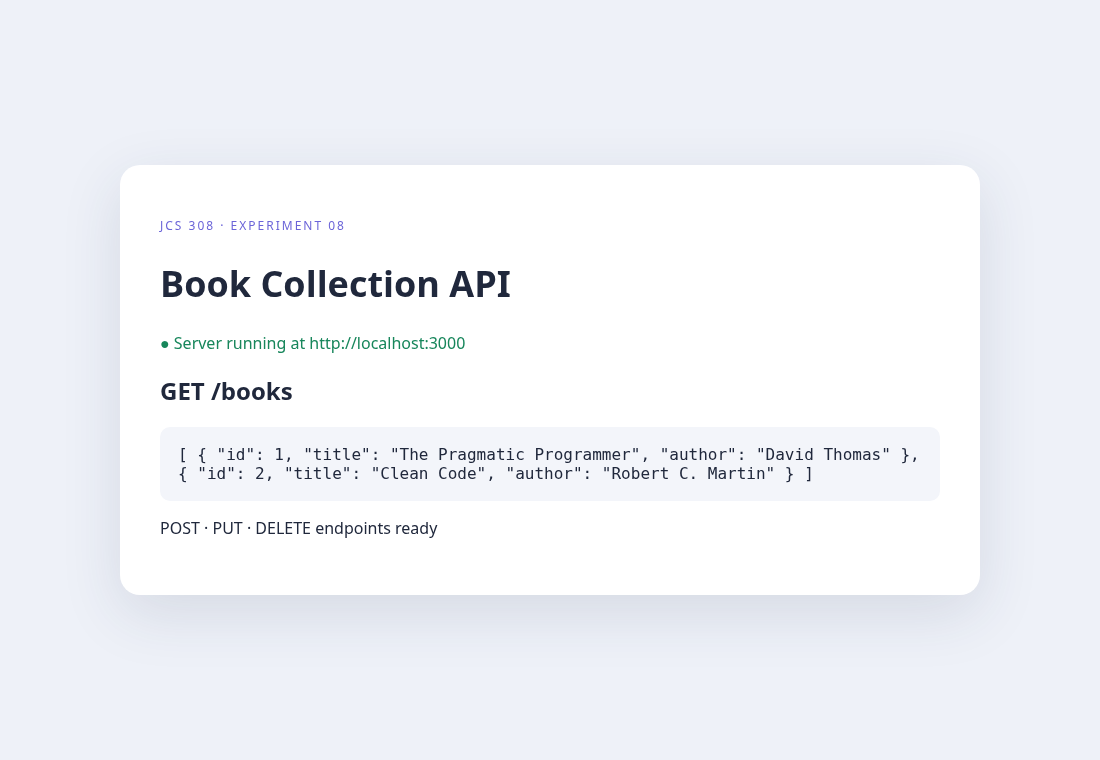 JCS 308 · EXPERIMENT 08
Book Collection API
● Server running at http://localhost:3000
GET /books
[ { "id": 1, "title": "The Pragmatic Programmer", "author": "David Thomas" },
{ "id": 2, "title": "Clean Code", "author": "Robert C. Martin" } ]
POST · PUT · DELETE endpoints ready